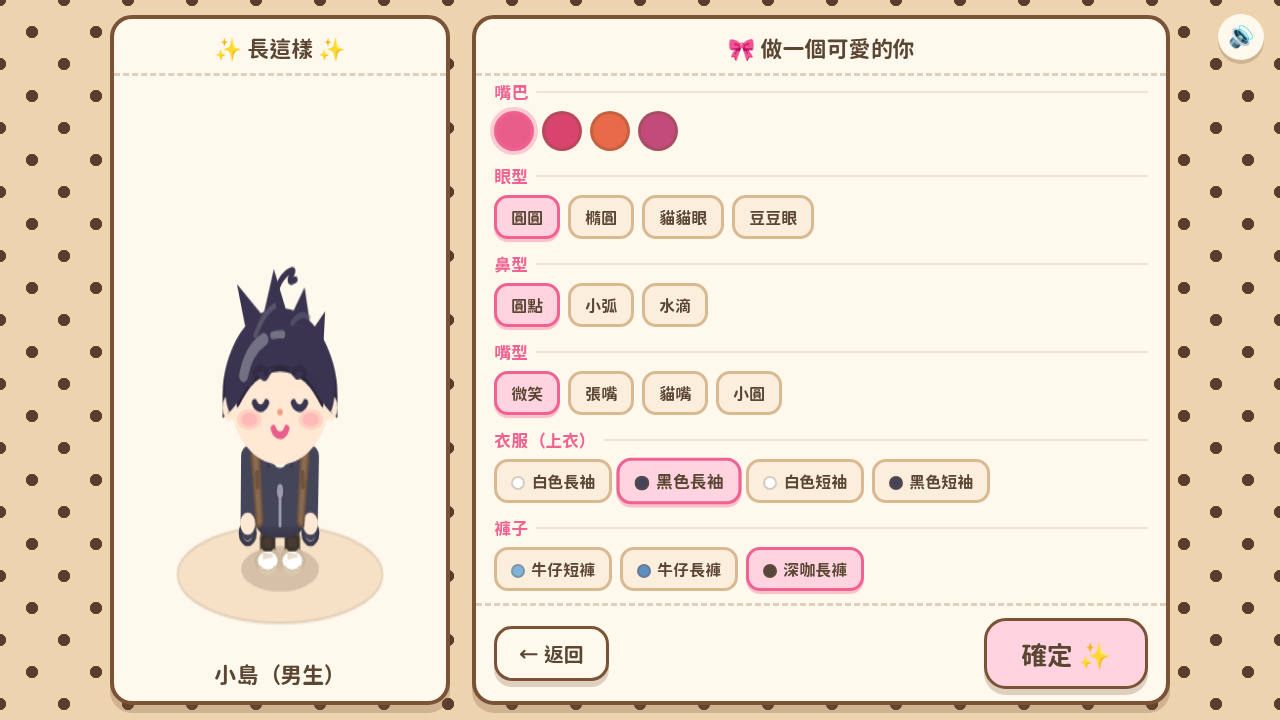 ✨ 長這樣 ✨
小島（男生）
🎀 做一個可愛的你
嘴巴
眼型
圓圓 橢圓 貓貓眼 豆豆眼
鼻型
圓點 小弧 水滴
嘴型
微笑 張嘴 貓嘴 小圓
衣服（上衣）
白色長袖 黑色長袖 白色短袖 黑色短袖
褲子
牛仔短褲 牛仔長褲 深咖長褲
← 返回
確定 ✨